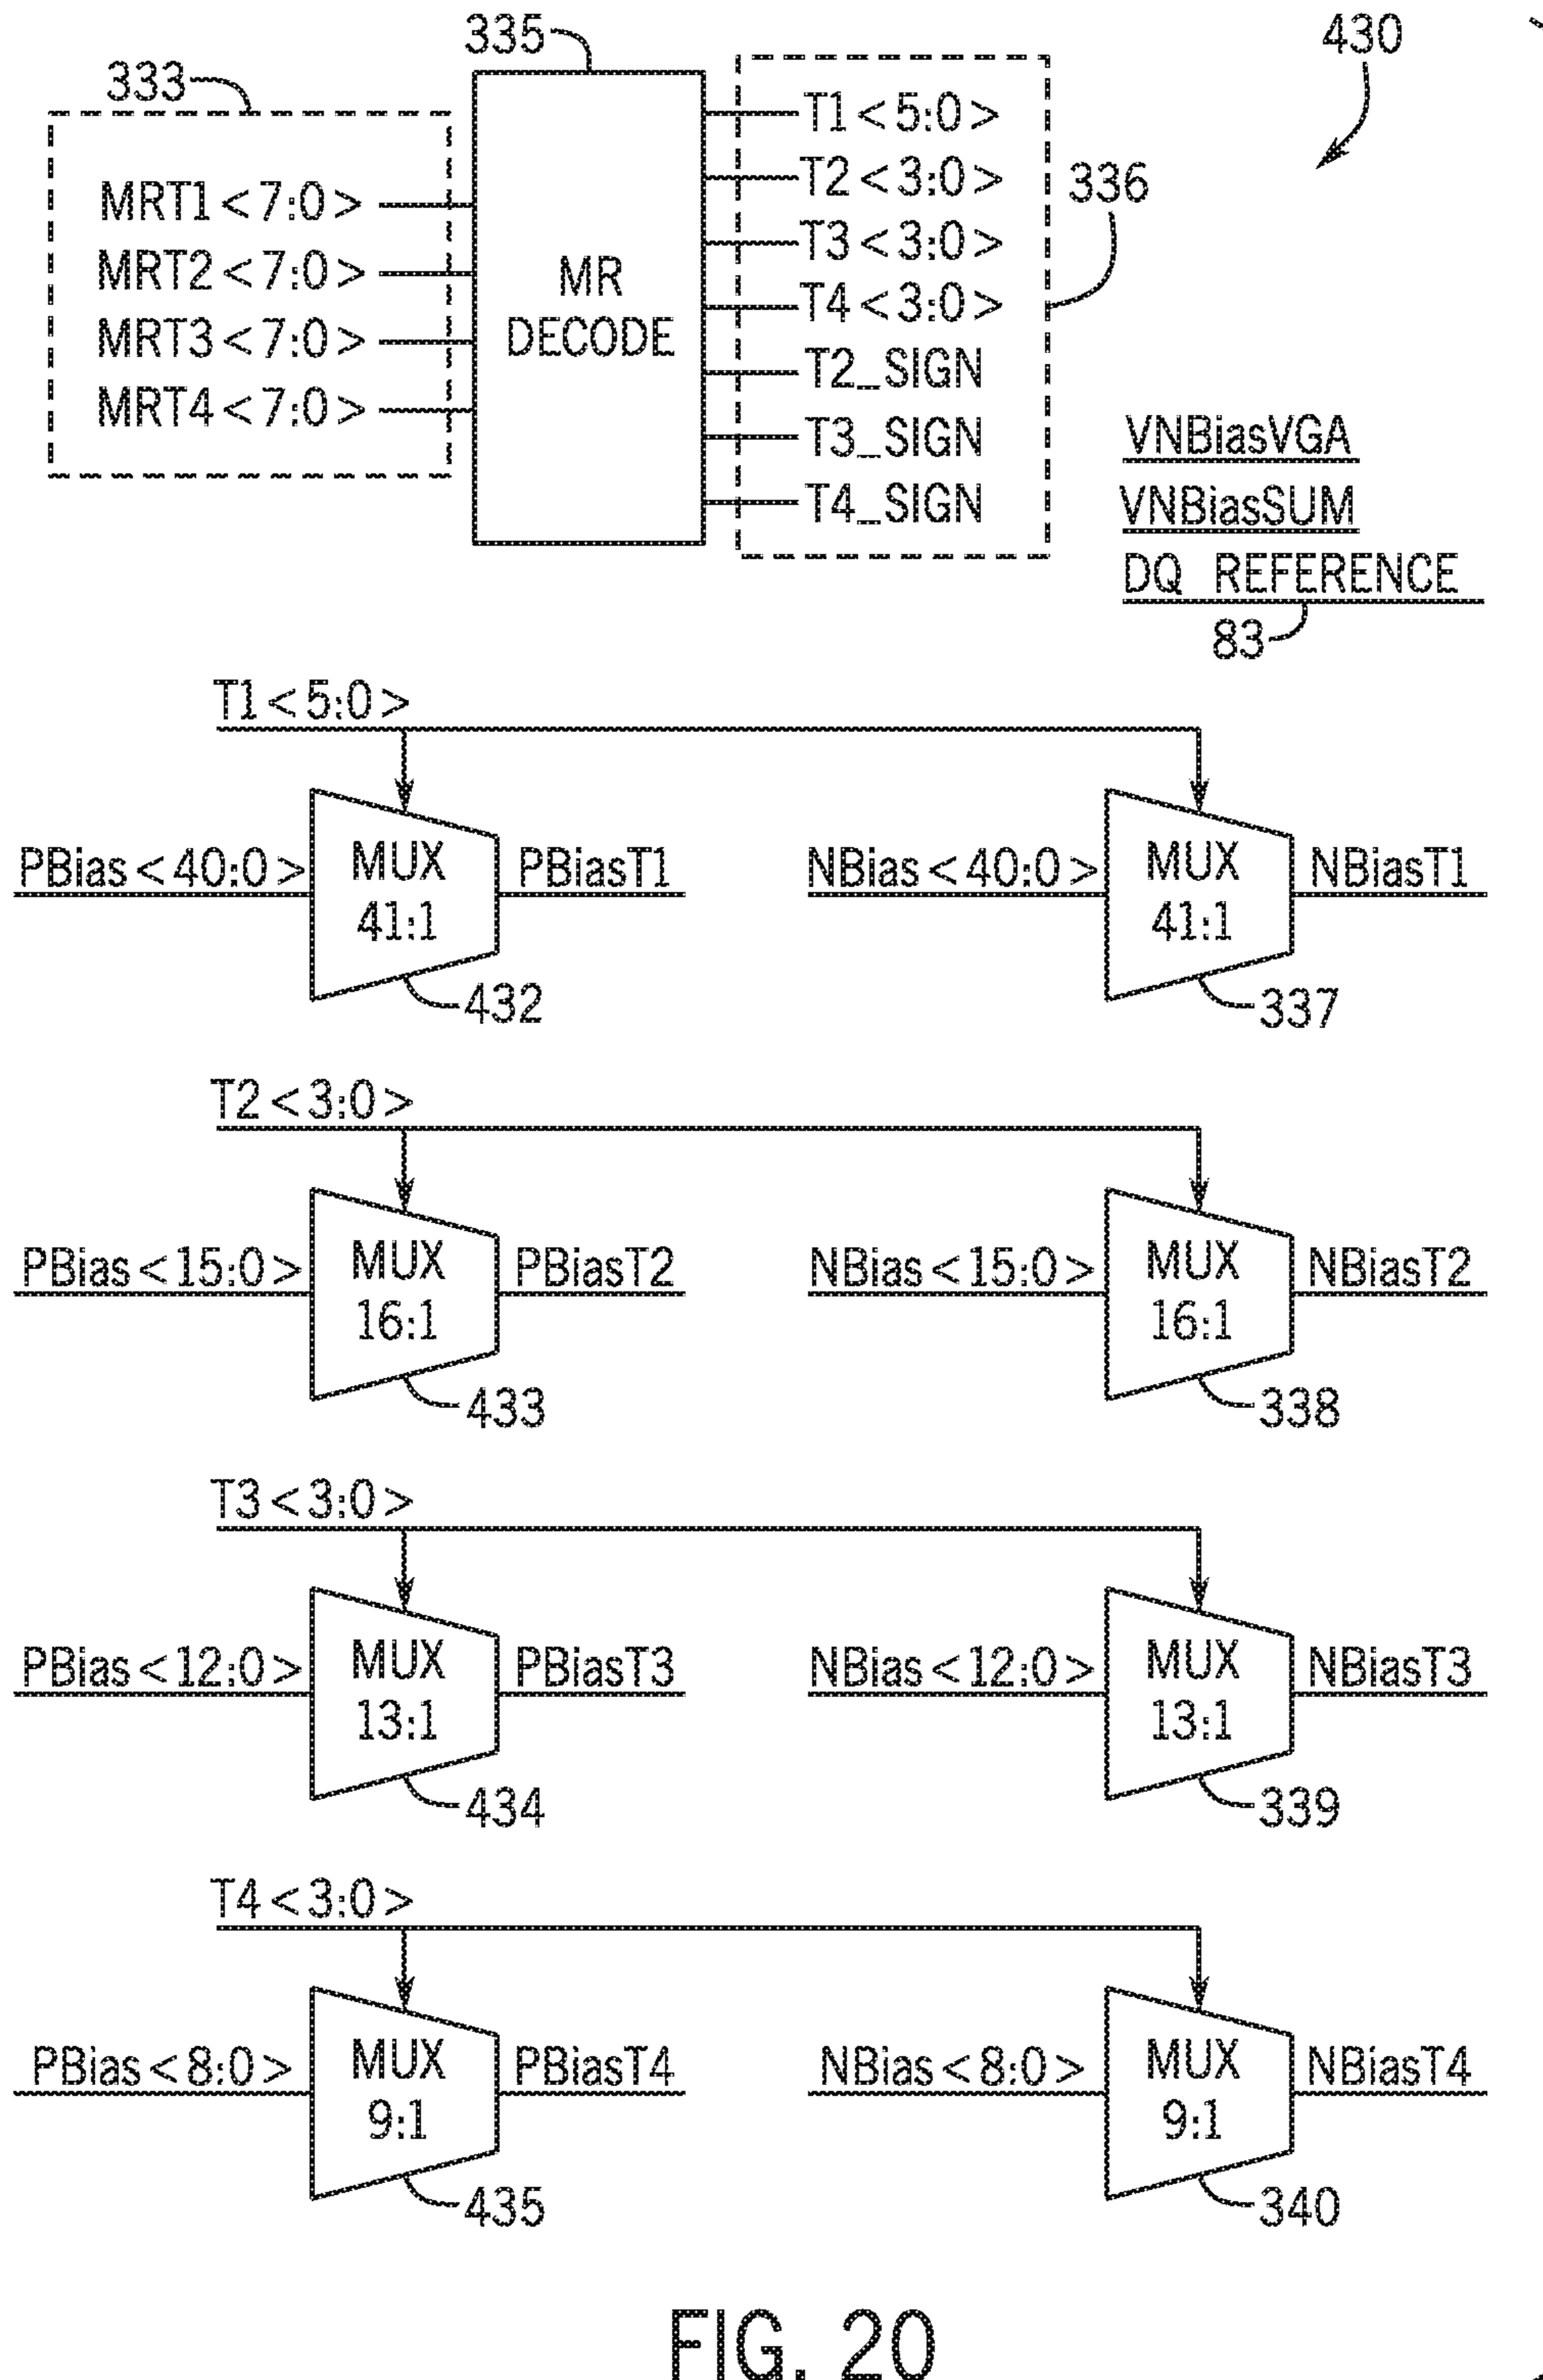 335
430
333
T1<5:0>
T2<3:0>
336
MRT1<7:0>
T3<3:0>
MRT2<7:0>
MR
DECODE
T4<3:0>
MRT3<7:0>
T2_SIGN
MRT4<7:0>
T3_SIGN
VNBiasVGA
T4_SIGN
VNBiasSUM
DQ REFERENCE
83
T1<5:0>
PBias<40:0>
MUX
41:1
PBiasT1
432
NBias<40:0>
MUX
41:1
NBiasT1
337
T2<3:0>
PBias<15:0>
MUX
16:1
PBiasT2
433
NBias<15:0>
MUX
16:1
NBiasT2
338
T3<3:0>
PBias<12:0>
MUX
13:1
PBiasT3
434
NBias<12:0>
MUX
13:1
NBiasT3
339
T4<3:0>
PBias<8:0>
MUX
9:1
PBiasT4
435
NBias<8:0>
MUX
9:1
NBiasT4
340
FIG. 20